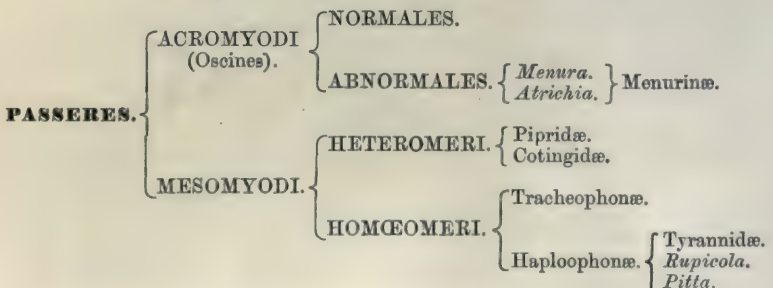 NORMALES.
ACROMYODI
(Oscines).
ABNORMALES. { Menura.
Atrichia. } Menurinæ.
PASSERES.
HETEROMERI. { Pipridæ.
Cotingidæ.
MESOMYODI.
Tracheophonæ.
HOMŒOMERI.
Tyrannidæ.
Haploophonæ. { Rupicola.
Pitta.